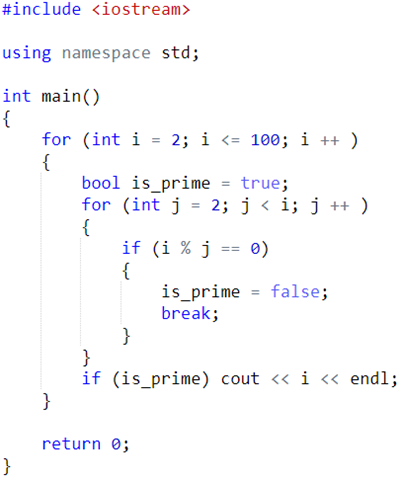 #include <iostream>
using namespace std;
int main()
{
for (int i = 2; i <= 100; i ++ )
{
bool is_prime = true;
for (int j = 2; j < i; j ++ )
{
if (i % j == 0)
{
is_prime = false;
break;
}
}
if (is_prime) cout << i << endl;
}
return 0;
}